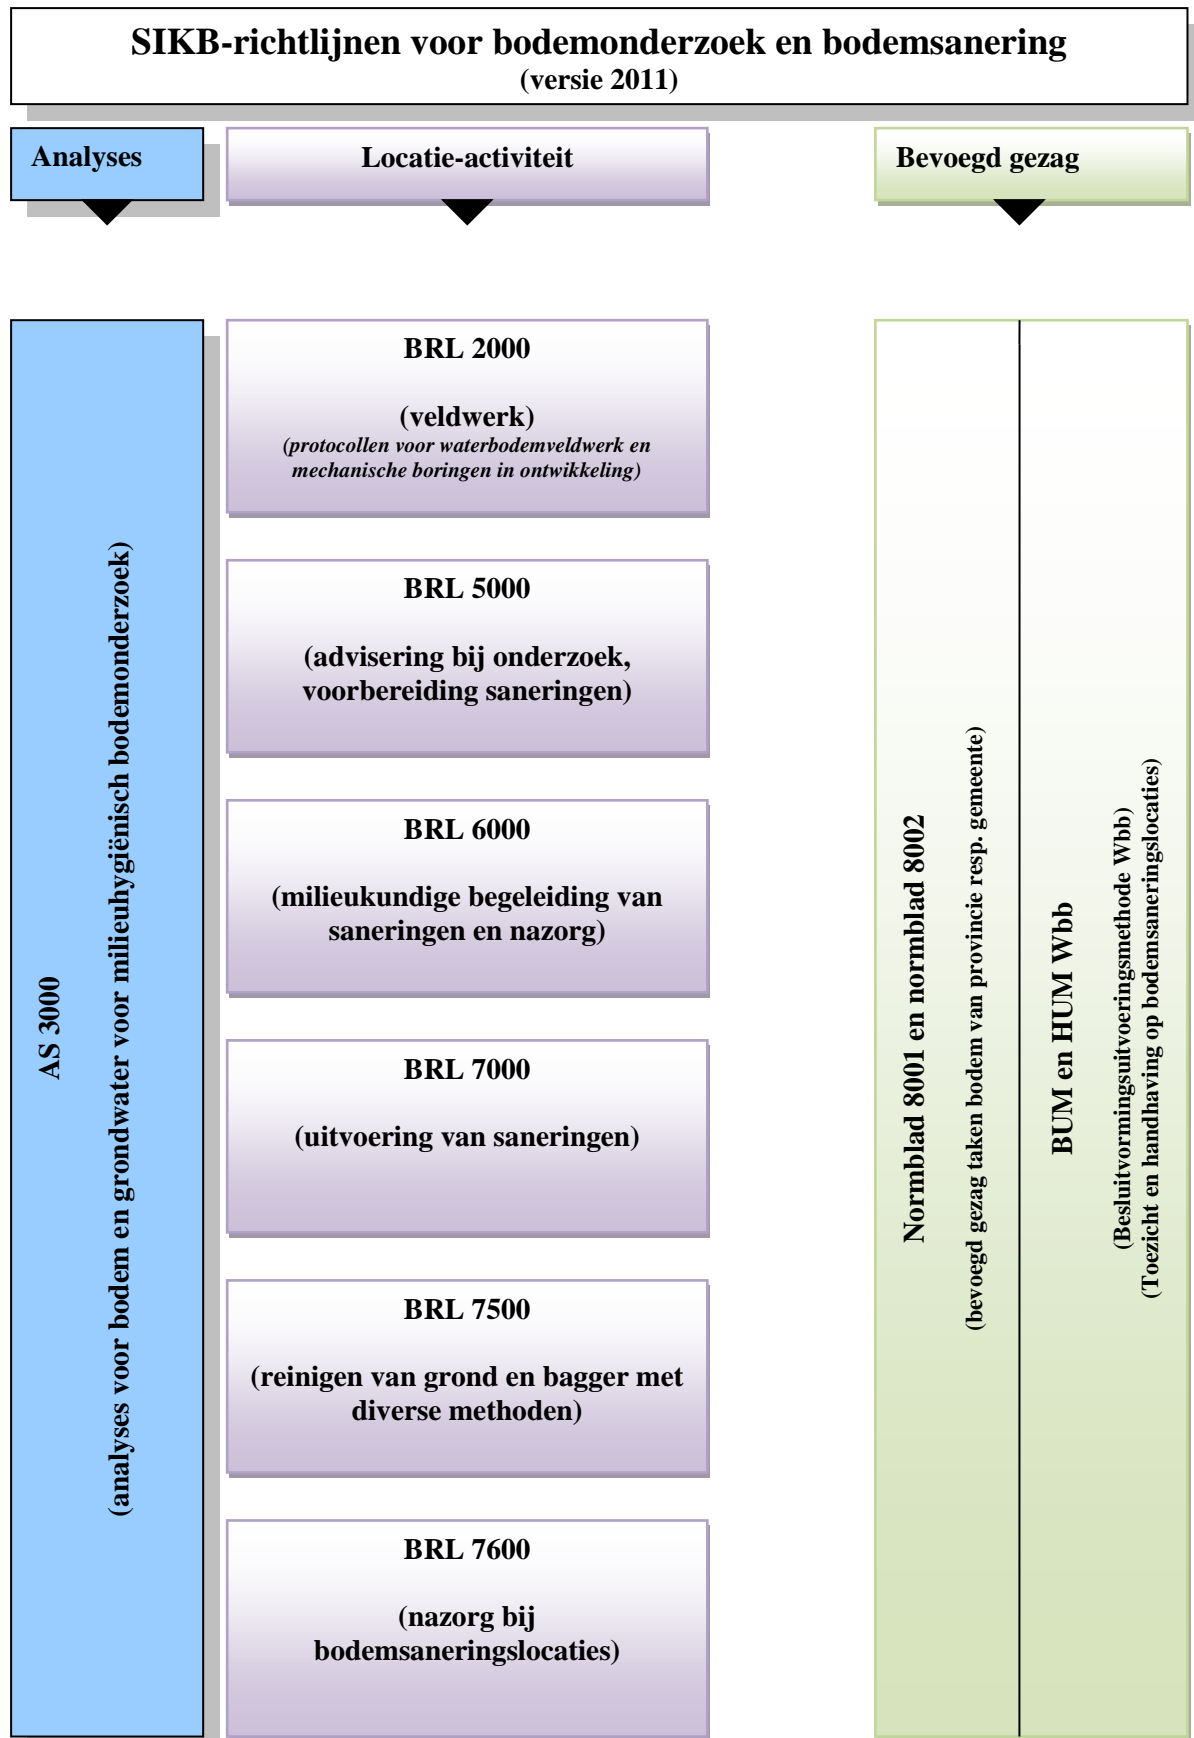 SIKB-richtlijnen voor bodemonderzoek en bodemsanering
(versie 2011)
Analyses
Locatie-activiteit
Bevoegd gezag
AS 3000
(analyses voor bodem en grondwater voor milieuhygiënisch bodemonderzoek)
BRL 2000
(veldwerk)
(protocollen voor waterbodemveldwerk en
mechanische boringen in ontwikkeling)
BRL 5000
(advisering bij onderzoek,
voorbereiding saneringen)
BRL 6000
(milieukundige begeleiding van
saneringen en nazorg)
BRL 7000
(uitvoering van saneringen)
BRL 7500
(reinigen van grond en bagger met
diverse methoden)
BRL 7600
(nazorg bij
bodemsaneringslocaties)
Normblad 8001 en normblad 8002
(bevoegd gezag taken bodem van provincie resp. gemeente)
BUM en HUM Wbb
(Besluitvormingsuitvoeringsmethode Wbb)
(Toezicht en handhaving op bodemsaneringslocaties)